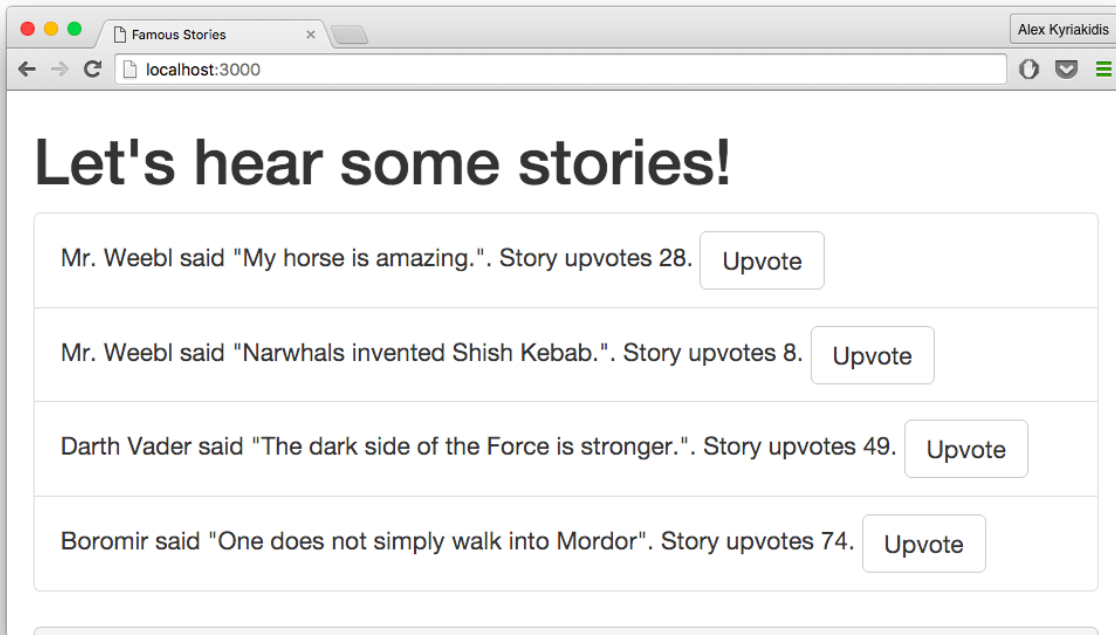 Famous Stories
Alex Kyriakidis
localhost:3000
Let's hear some stories!
Mr. Weebl said "My horse is amazing.". Story upvotes 28. Upvote
Mr. Weebl said "Narwhals invented Shish Kebab.". Story upvotes 8. Upvote
Darth Vader said "The dark side of the Force is stronger.". Story upvotes 49. Upvote
Boromir said "One does not simply walk into Mordor". Story upvotes 74. Upvote